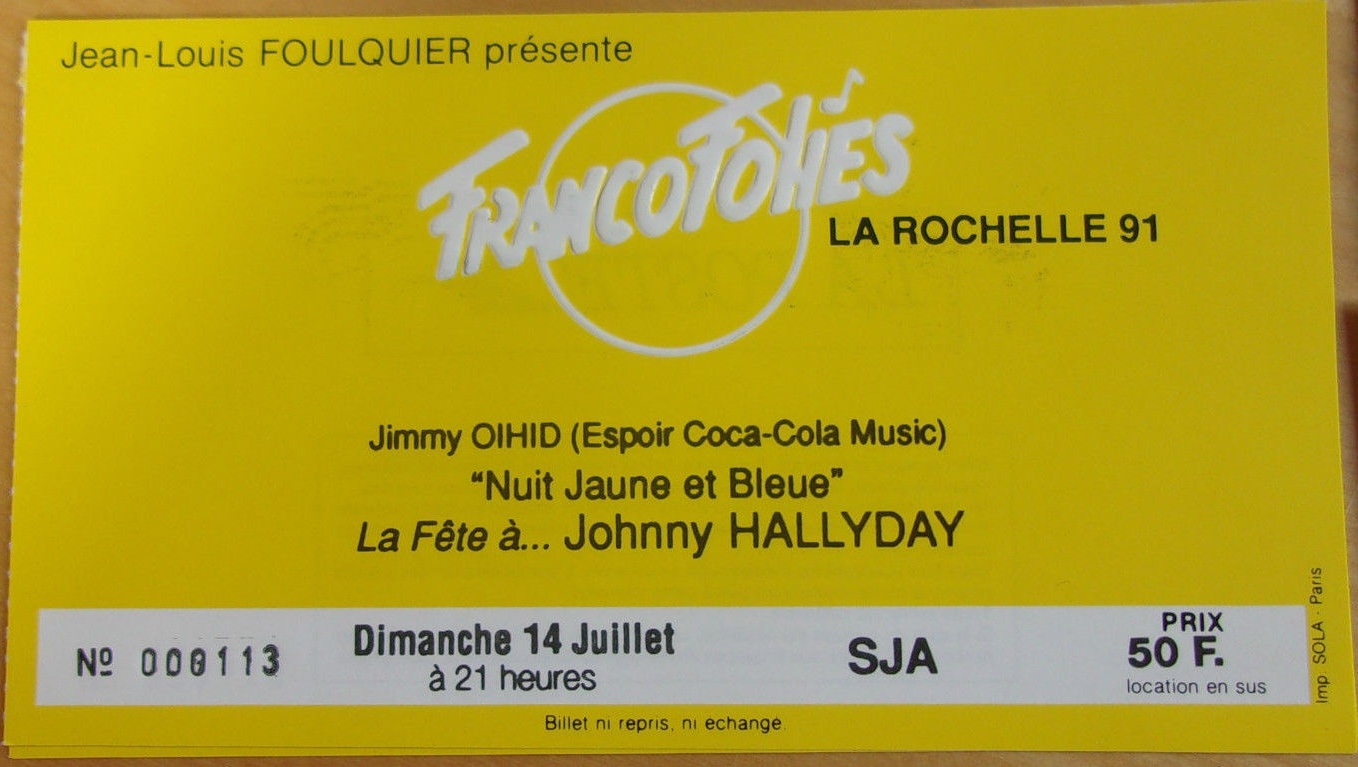 Jean-Louis FOULQUIER présente
FRANCOFOLIES
LA ROCHELLE 91
Jimmy OIHID (Espoir Coca-Cola Music)
“Nuit Jaune et Bleue”
La Fête à... Johnny HALLYDAY
Nº 000113
Dimanche 14 Juillet
à 21 heures
SJA
PRIX
50 F.
location en sus
Imp SOLA - Paris
Billet ni repris, ni échangé.